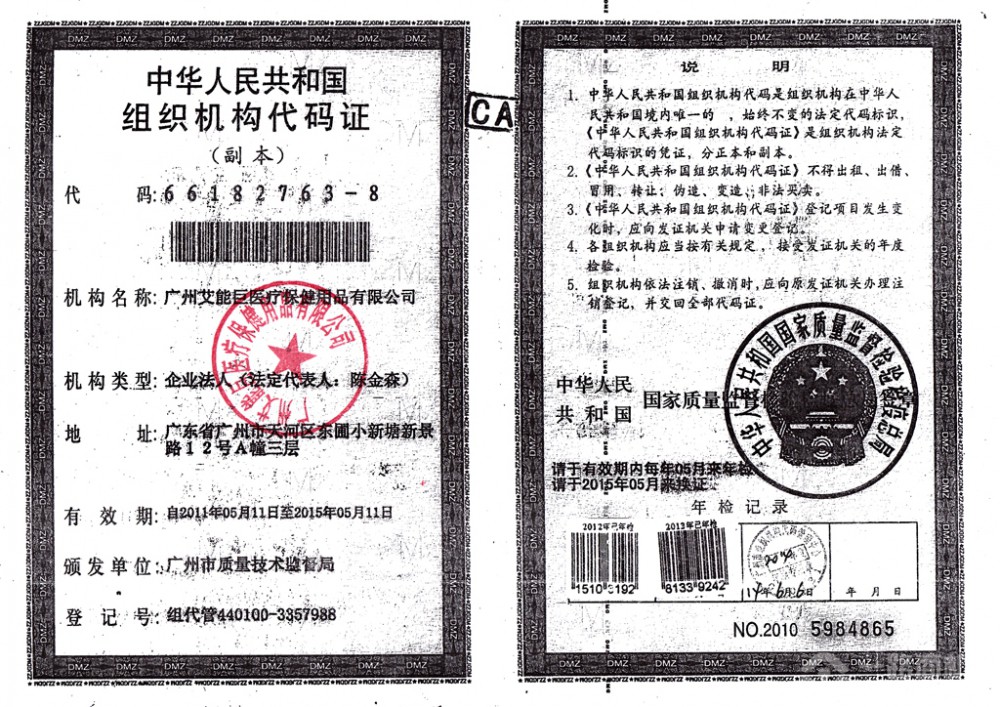 中华人民共和国
组织机构代码证
（副本）
代 码: 66182763-8
机构名称: 广州艾能巨医疗保健用品有限公司
机构类型: 企业法人（法定代表人：陈金森）
地 址: 广东省广州市天河区东圃小新塘新景
路12号A幢三层
有 效 期: 自2011年05月11日至2015年05月11日
颁发单位: 广州市质量技术监督局
登 记 号: 组代管440100-3357988
CA
说 明
1. 中华人民共和国组织机构代码是组织机构在中华人
民共和国境内唯一的、始终不变的法定代码标识，
《中华人民共和国组织机构代码证》是组织机构法定
代码标识的凭证，分正本和副本。
2.《中华人民共和国组织机构代码证》不得出租、出借、
冒用、转让、伪造、变造、非法买卖。
3.《中华人民共和国组织机构代码证》登记项目发生变
化时，应向发证机关申请变更登记。
4. 各组织机构应当按有关规定，接受发证机关的年度
检验。
5. 组织机构依法注销、撤消时，应向原发证机关办理注
销登记，并交回全部代码证。
中华人民
共和国
国家质量监督
请于有效期内每年05月来年检
请于2015年05月来换证
年检记录
2012年已年检
2013年已年检
1510 3192
8133 9242
14年6月6日
年 月 日
NO.2010 5984865